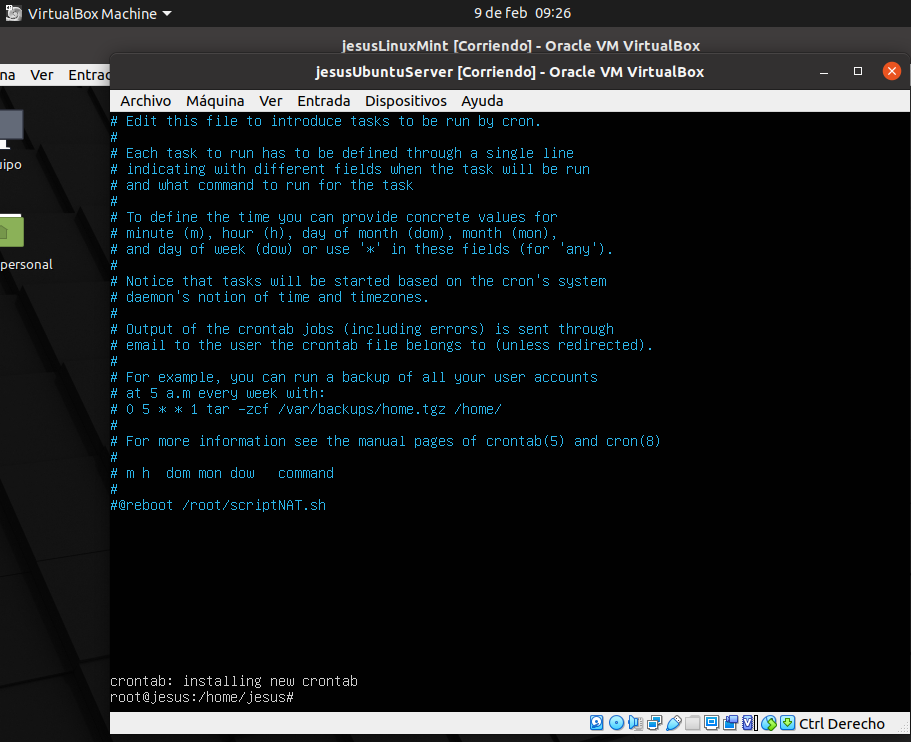 VirtualBox Machine
9 de feb 09:26
jesusLinuxMint [Corriendo] - Oracle VM VirtualBox
na Ver Entrad
jesusUbuntuServer [Corriendo] - Oracle VM VirtualBox
Archivo Máquina Ver Entrada Dispositivos Ayuda
ipo
personal
# Edit this file to introduce tasks to be run by cron.
#
# Each task to run has to be defined through a single line
# indicating with different fields when the task will be run
# and what command to run for the task
#
# To define the time you can provide concrete values for
# minute (m), hour (h), day of month (dom), month (mon),
# and day of week (dow) or use '*' in these fields (for 'any').
#
# Notice that tasks will be started based on the cron's system
# daemon's notion of time and timezones.
#
# Output of the crontab jobs (including errors) is sent through
# email to the user the crontab file belongs to (unless redirected).
#
# For example, you can run a backup of all your user accounts
# at 5 a.m every week with:
# 0 5 * * 1 tar -zcf /var/backups/home.tgz /home/
#
# For more information see the manual pages of crontab(5) and cron(8)
#
# m h  dom mon dow   command
#
#@reboot /root/scriptNAT.sh
crontab: installing new crontab
root@jesus:/home/jesus#
Ctrl Derecho